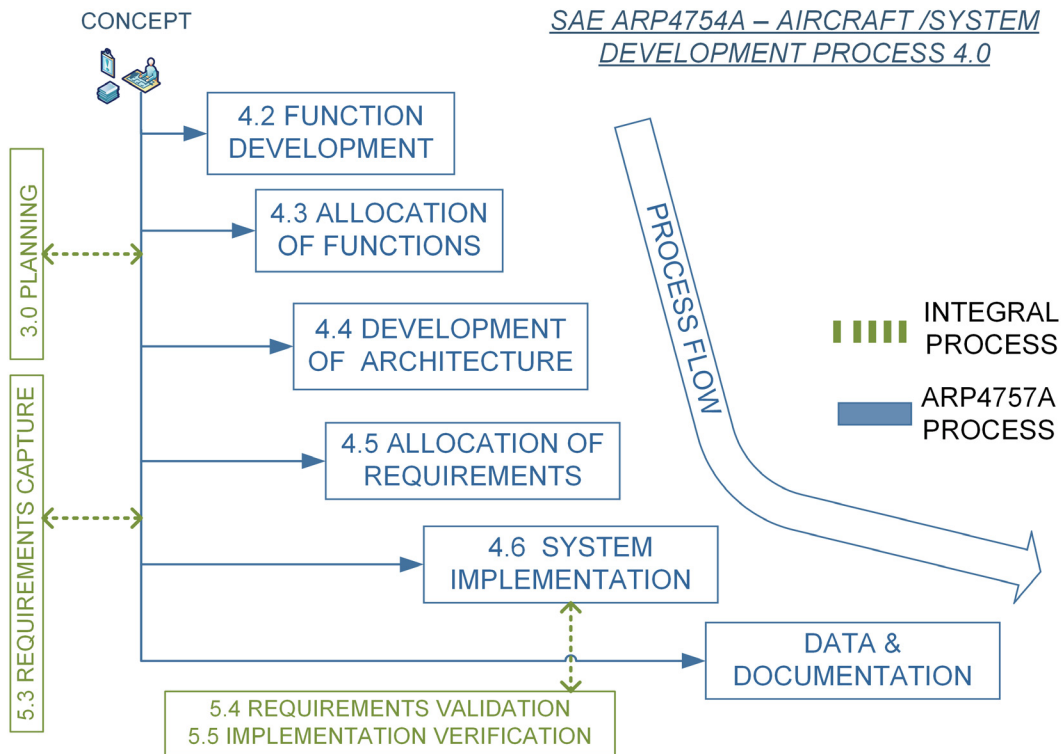 CONCEPT
SAE ARP4754A – AIRCRAFT /SYSTEM
DEVELOPMENT PROCESS 4.0
4.2 FUNCTION
DEVELOPMENT
4.3 ALLOCATION
OF FUNCTIONS
3.0 PLANNING
4.4 DEVELOPMENT
OF ARCHITECTURE
PROCESS FLOW
INTEGRAL
PROCESS
ARP4757A
PROCESS
5.3 REQUIREMENTS CAPTURE
4.5 ALLOCATION OF
REQUIREMENTS
4.6 SYSTEM
IMPLEMENTATION
DATA &
DOCUMENTATION
5.4 REQUIREMENTS VALIDATION
5.5 IMPLEMENTATION VERIFICATION